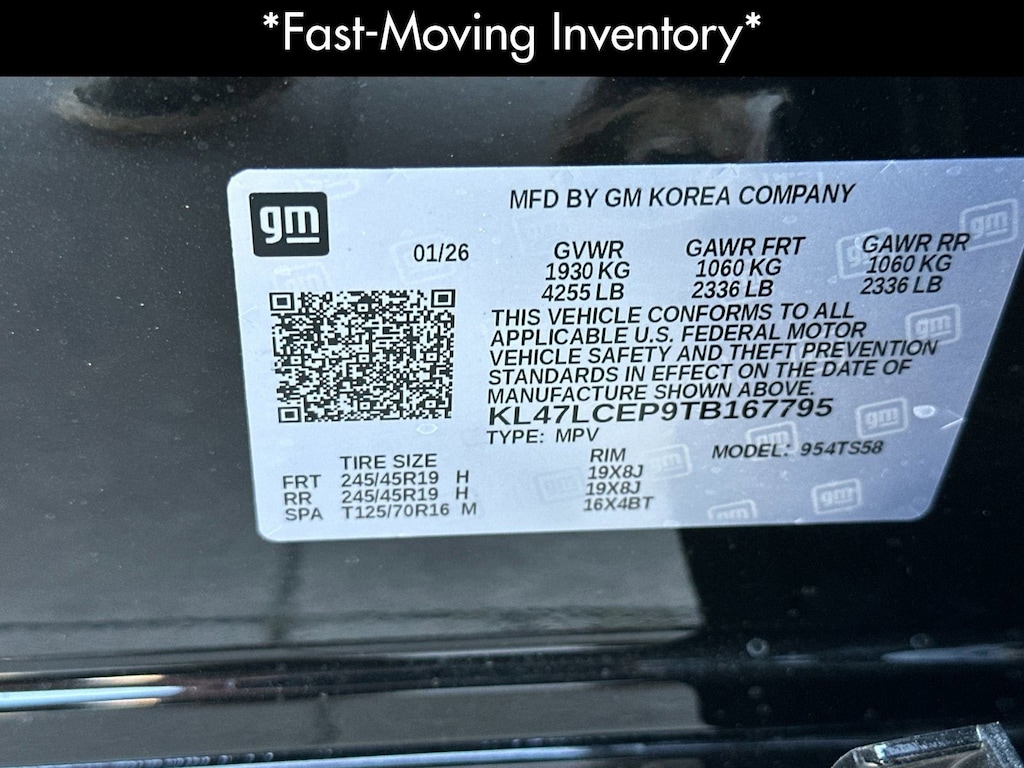 *Fast-Moving Inventory*
gm
MFD BY GM KOREA COMPANY
01/26
GVWR GAWR FRT GAWR RR
1930 KG 1060 KG 1060 KG
4255 LB 2336 LB 2336 LB
THIS VEHICLE CONFORMS TO ALL
APPLICABLE U.S. FEDERAL MOTOR
VEHICLE SAFETY AND THEFT PREVENTION
STANDARDS IN EFFECT ON THE DATE OF
MANUFACTURE SHOWN ABOVE.
KL47LCEP9TB167795
TYPE: MPV MODEL: 954TS58
TIRE SIZE RIM
FRT 245/45R19 H 19X8J
RR 245/45R19 H 19X8J
SPA T125/70R16 M 16X4BT